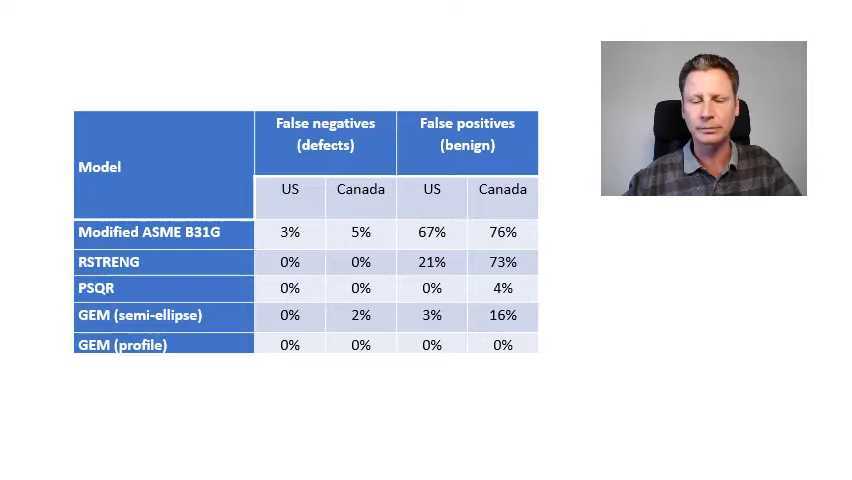 Model
False negatives
(defects)
False positives
(benign)
US
Canada
US
Canada
Modified ASME B31G 3% 5% 67% 76%
RSTRENG 0% 0% 21% 73%
PSQR 0% 0% 0% 4%
GEM (semi-ellipse) 0% 2% 3% 16%
GEM (profile) 0% 0% 0% 0%